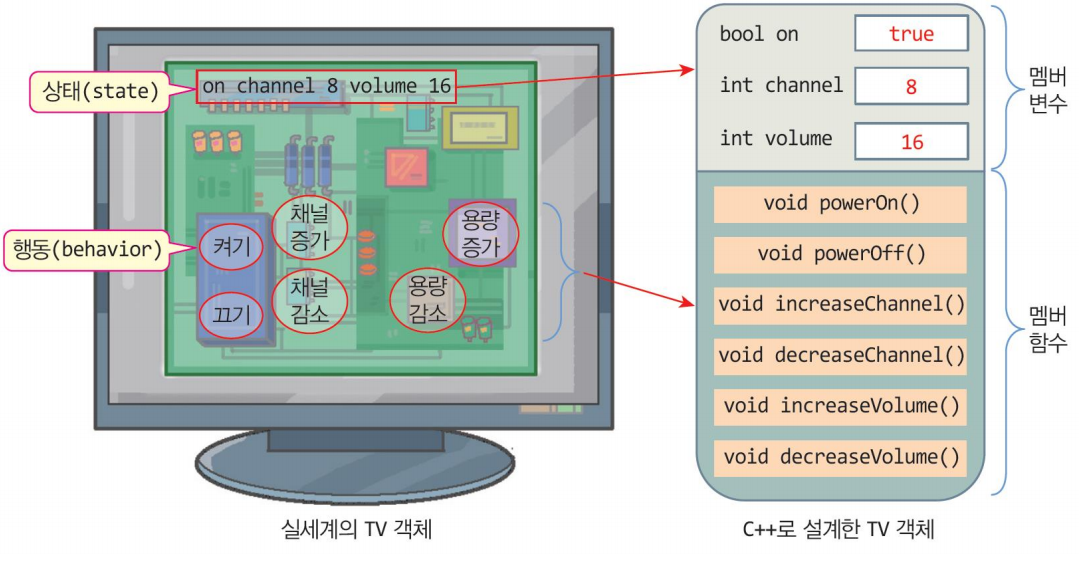 상태(state)
on channel 8 volume 16
행동(behavior)
켜기
끄기
채널
증가
채널
감소
용량
증가
용량
감소
실세계의 TV 객체
bool on
true
int channel
8
int volume
16
멤버
변수
void powerOn()
void powerOff()
void increaseChannel()
void decreaseChannel()
void increaseVolume()
void decreaseVolume()
멤버
함수
C++로 설계한 TV 객체